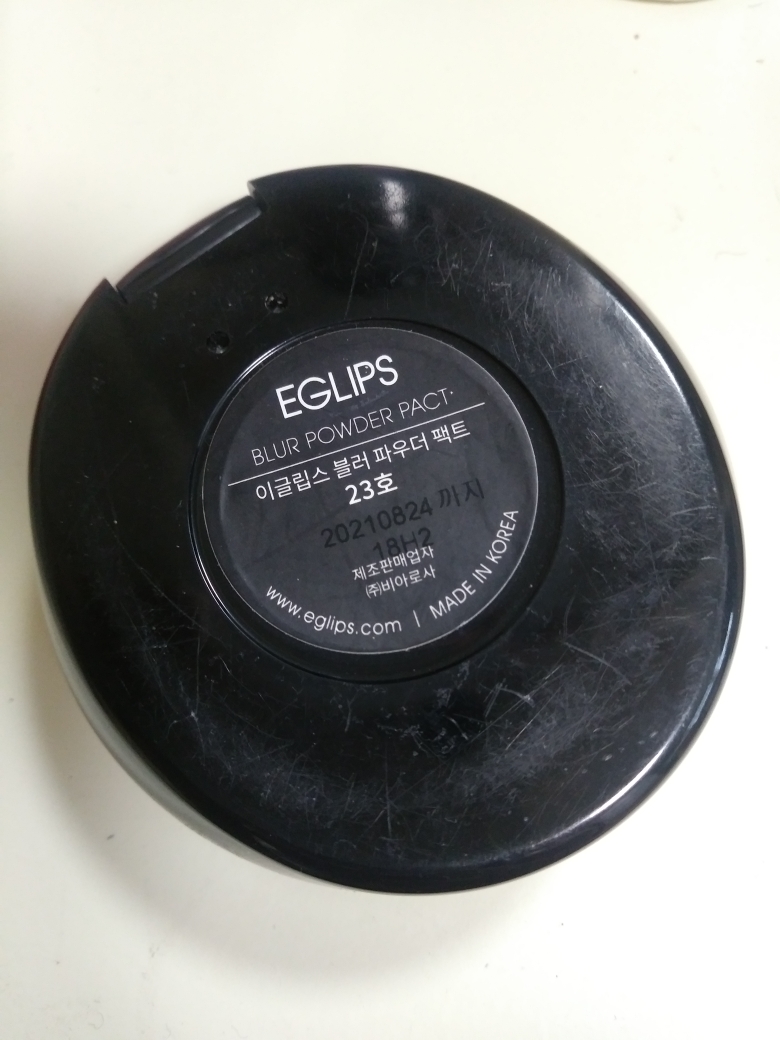 EGLIPS
BLUR POWDER PACT
이글립스 블러 파우더 팩트
23호
20210824 까지
18H2
제조판매업자
㈜비아로사
www.eglips.com | MADE IN KOREA